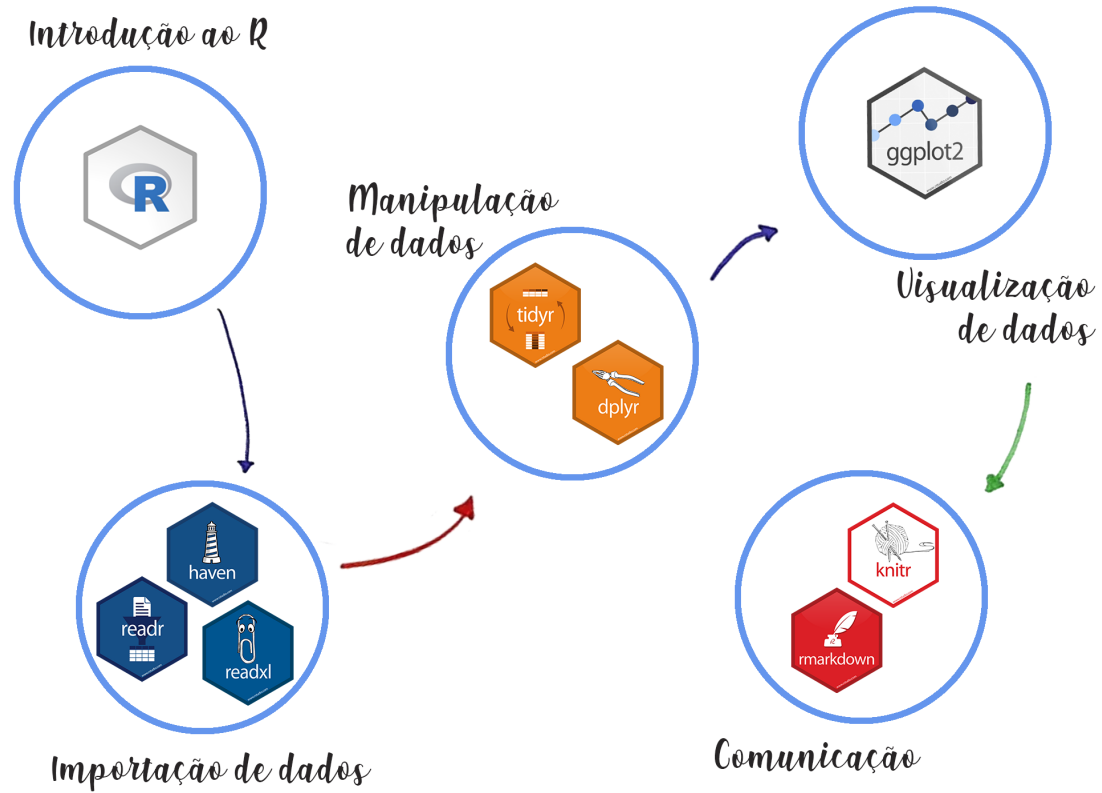 Introdução ao R
R
haven
readr
readxl
Importação de dados
Manipulação
de dados
tidyr
dplyr
ggplot2
Visualização
de dados
knitr
rmarkdown
Comunicação